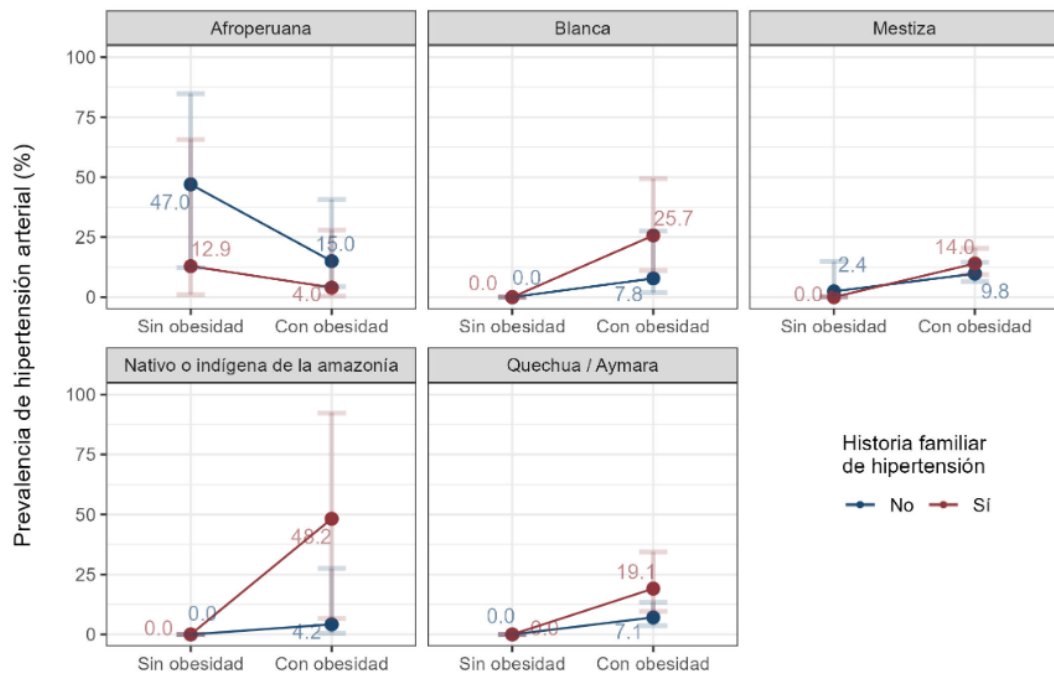 Prevalencia de hipertensión arterial (%)
Afroperuana
Blanca
Mestiza
100
75
50
25
0
47.0
12.9
15.0
4.0
0.0
0.0
25.7
7.8
2.4
0.0
14.0
9.8
Sin obesidad
Con obesidad
Sin obesidad
Con obesidad
Sin obesidad
Con obesidad
Nativo o indígena de la amazonía
Quechua / Aymara
100
75
50
25
0
0.0
0.0
48.2
4.2
0.0
0.0
19.1
7.1
Sin obesidad
Con obesidad
Sin obesidad
Con obesidad
Historia familiar
de hipertensión
No
Sí